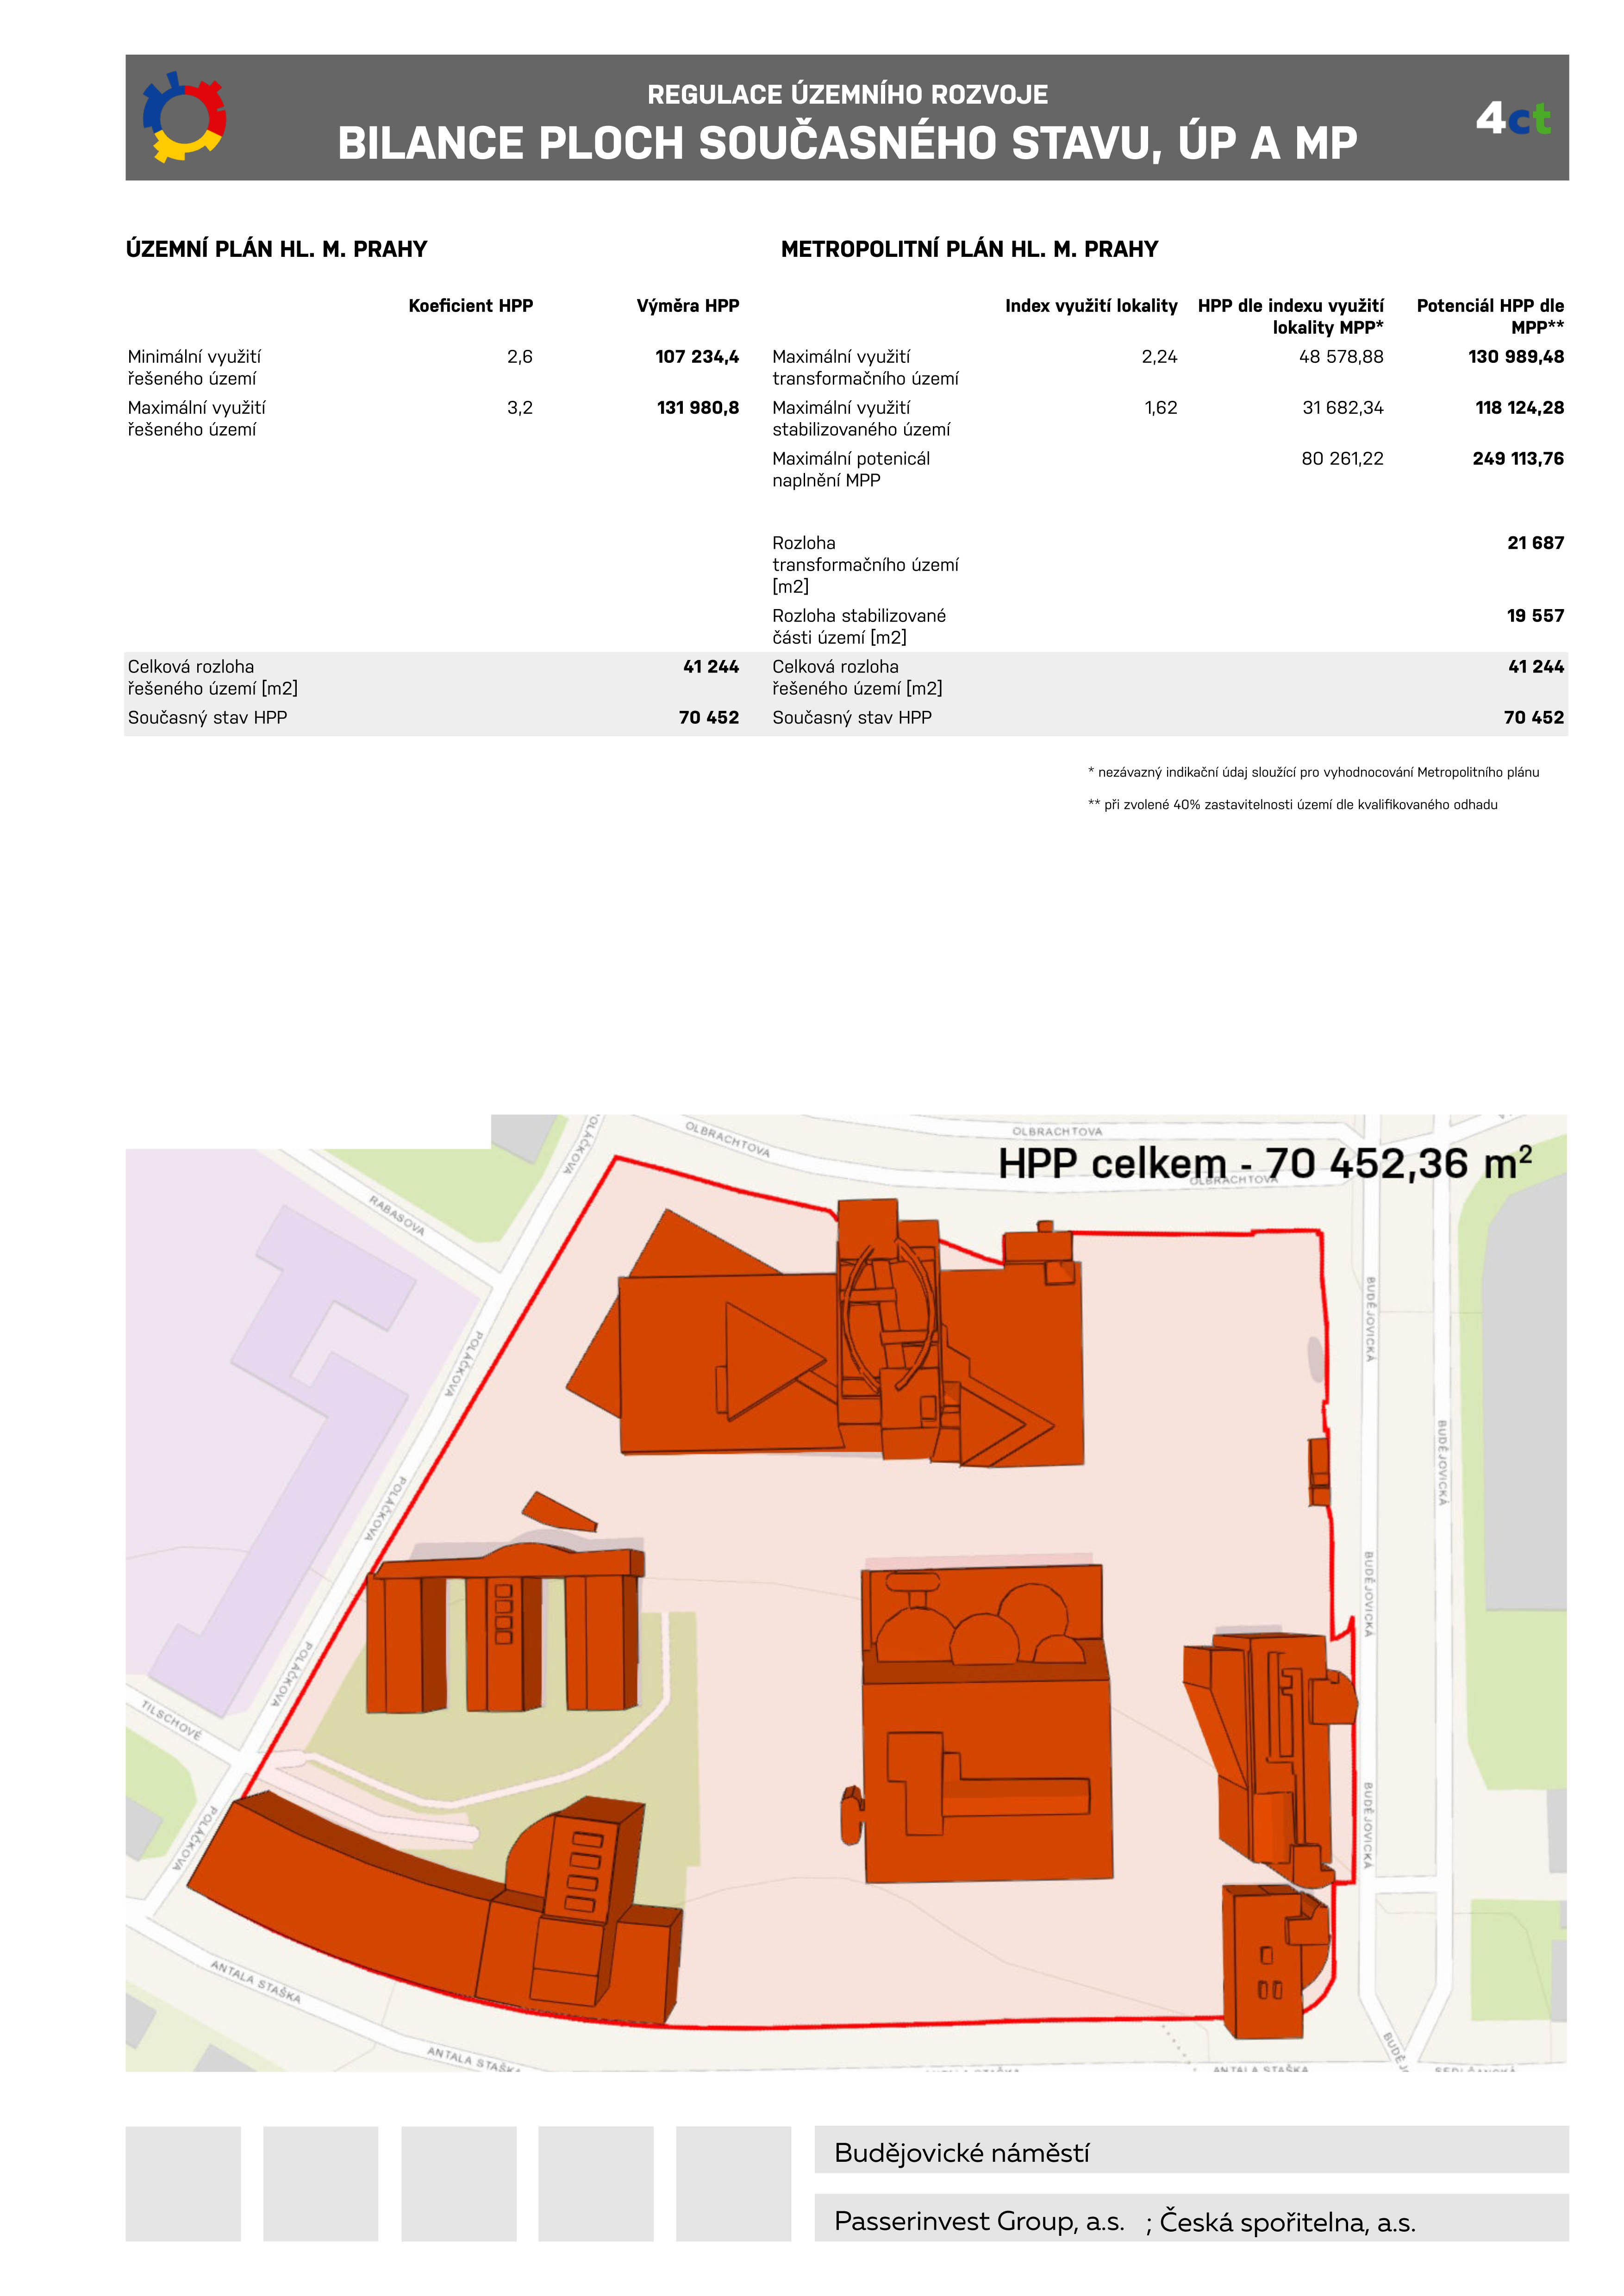 REGULACE ÚZEMNÍHO ROZVOJE
BILANCE PLOCH SOUČASNÉHO STAVU, ÚP A MP
4ct
ÚZEMNÍ PLÁN HL. M. PRAHY
METROPOLITNÍ PLÁN HL. M. PRAHY
Koeficient HPP Výměra HPP
Minimální využití 2,6 107 234,4
řešeného území
Maximální využití 3,2 131 980,8
řešeného území
Celková rozloha 41 244
řešeného území [m2]
Současný stav HPP 70 452
Index využití lokality HPP dle indexu využití Potenciál HPP dle
lokality MPP* MPP**
Maximální využití 2,24 48 578,88 130 989,48
transformačního území
Maximální využití 1,62 31 682,34 118 124,28
stabilizovaného území
Maximální potenicál 80 261,22 249 113,76
naplnění MPP
Rozloha 21 687
transformačního území
[m2]
Rozloha stabilizované 19 557
části území [m2]
Celková rozloha 41 244
řešeného území [m2]
Současný stav HPP 70 452
* nezávazný indikační údaj sloužící pro vyhodnocování Metropolitního plánu
** při zvolené 40% zastavitelnosti území dle kvalifikovaného odhadu
OLBRACHTOVA
OLBRACHTOVA
HPP celkem - 70 452,36 m²
OLBRACHTOVA
POLÁČKOVA
RABASOVA
POLÁČKOVA
POLÁČKOVA
POLÁČKOVA
TILSCHOVÉ
POLÁČKOVA
BUDĚJOVICKÁ
BUDĚJOVICKÁ
BUDĚJOVICKÁ
BUDĚJOVICKÁ
ANTALA STAŠKA
ANTALA STAŠKA
ANTALA STAŠKA
Budějovické náměstí
Passerinvest Group, a.s. ; Česká spořitelna, a.s.